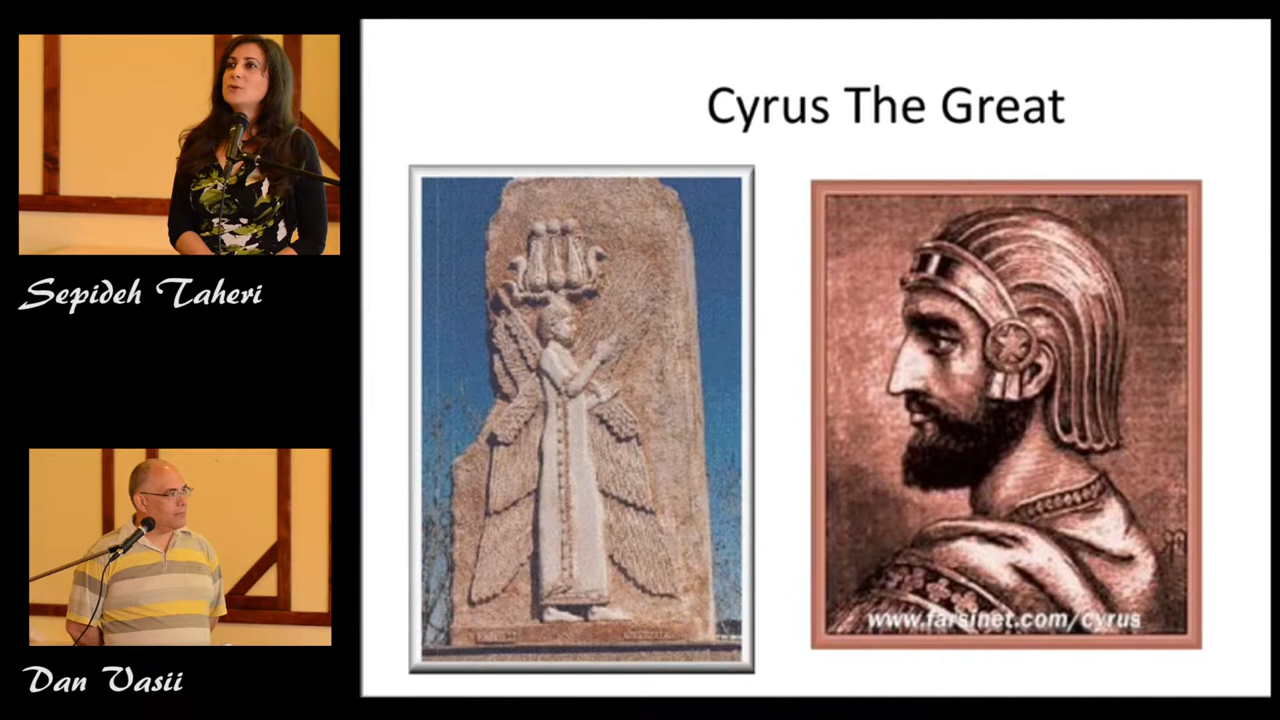 Sepideh Taheri
Dan Vasii
Cyrus The Great
www.farsinet.com/cyrus